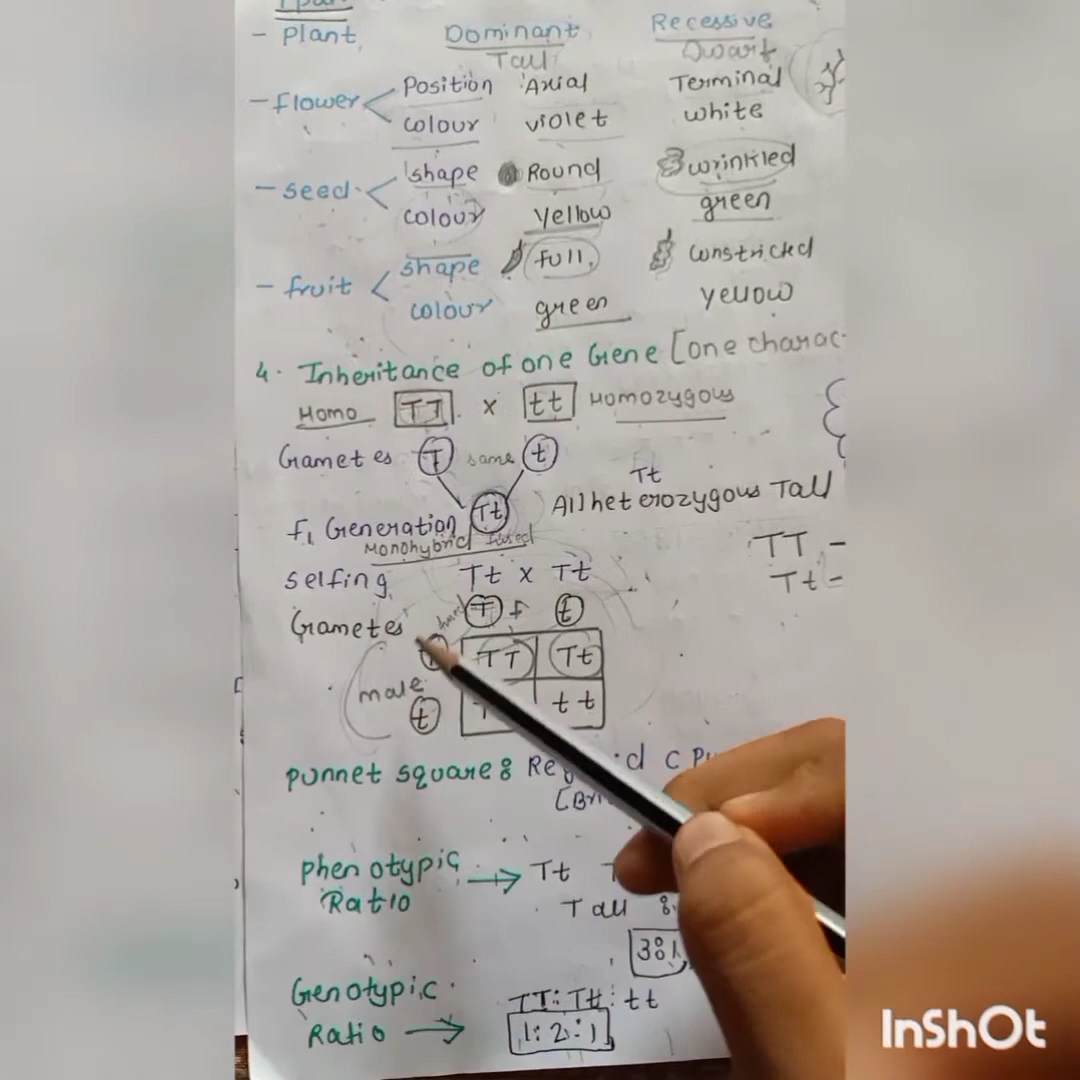 - Plant Dominant Recessive
Tall Dwarf
- flower Position Axial Terminal
colour violet white
- seed shape Round wrinkled
colour yellow green
- fruit shape full constricted
colour green yellow
4. Inheritance of one Gene [one charac-
Homo TT x tt Homozygous
Gametes T same t
Tt
f1 Generation Tt All heterozygous Tall
Monohybrid fused
TT -
selfing Tt x Tt
Tt -
Gametes T f t
TT Tt
male t tt
punnet square :
phenotypic → Tt
Ratio Tall :
3:1
Genotypic TT: Tt: tt
Ratio → 1:2:1
InShOt